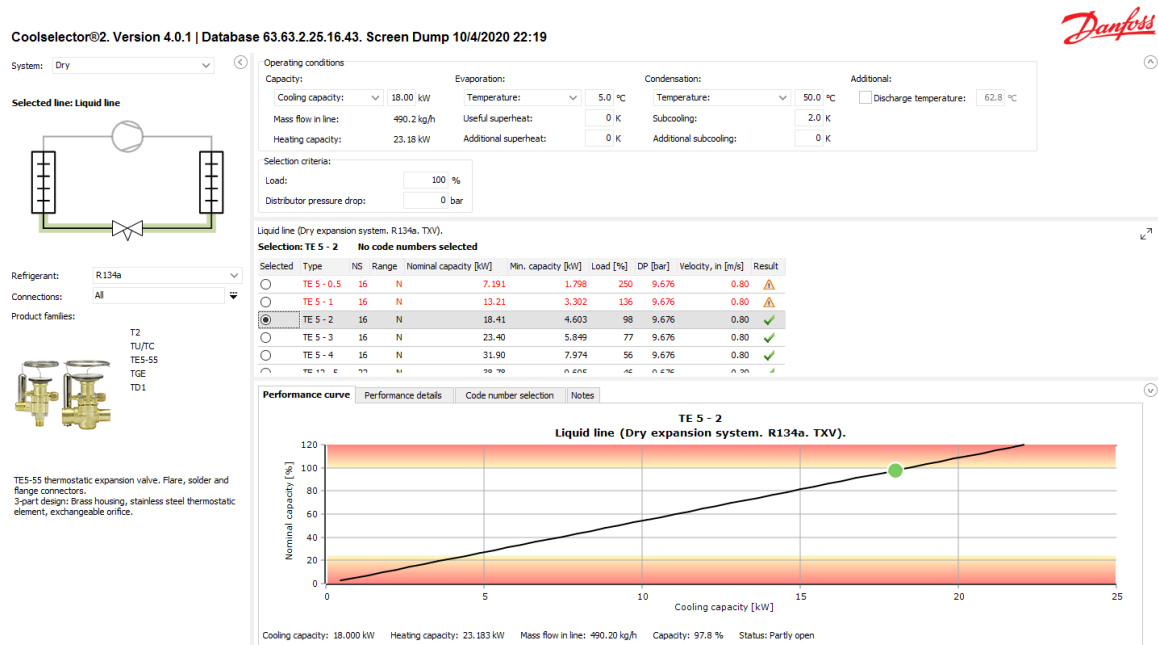 Danfoss
Coolselector®2. Version 4.0.1 | Database 63.63.2.25.16.43. Screen Dump 10/4/2020 22:19
System: Dry
Selected line: Liquid line
Refrigerant: R134a
Connections: All
Product families:
T2
TU/TC
TE5-55
TGE
TD1
TE5-55 thermostatic expansion valve. Flare, solder and
flange connectors.
3-part design: Brass housing, stainless steel thermostatic
element, exchangeable orifice.
Operating conditions
Capacity: Evaporation: Condensation: Additional:
Cooling capacity: 18.00 kW Temperature: 5.0 °C Temperature: 50.0 °C Discharge temperature: 62.8 °C
Mass flow in line: 490.2 kg/h Useful superheat: 0 K Subcooling: 2.0 K
Heating capacity: 23.18 kW Additional superheat: 0 K Additional subcooling: 0 K
Selection criteria:
Load: 100 %
Distributor pressure drop: 0 bar
Liquid line (Dry expansion system. R134a. TXV).
Selection: TE 5 - 2 No code numbers selected
Selected Type NS Range Nominal capacity [kW] Min. capacity [kW] Load [%] DP [bar] Velocity, in [m/s] Result
TE 5 - 0.5 16 N 7.191 1.798 250 9.676 0.80
TE 5 - 1 16 N 13.21 3.302 136 9.676 0.80
TE 5 - 2 16 N 18.41 4.603 98 9.676 0.80
TE 5 - 3 16 N 23.40 5.849 77 9.676 0.80
TE 5 - 4 16 N 31.90 7.974 56 9.676 0.80
Performance curve Performance details Code number selection Notes
TE 5 - 2
Liquid line (Dry expansion system. R134a. TXV).
Nominal capacity [%]
120
100
80
60
40
20
0
0 5 10 15 20 25
Cooling capacity [kW]
Cooling capacity: 18.000 kW Heating capacity: 23.183 kW Mass flow in line: 490.20 kg/h Capacity: 97.8 % Status: Partly open